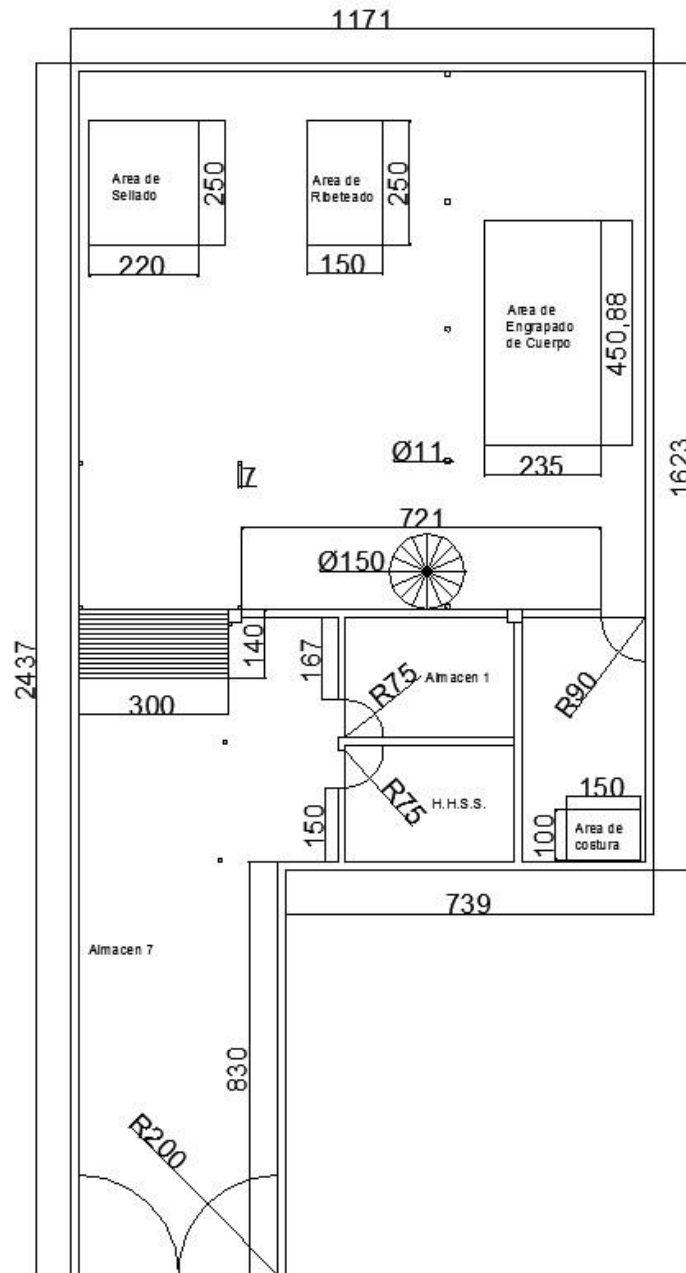 1171
Area de
Sellado
250
220
Area de
Ribeteado
250
150
Area de
Engrapado
de Cuerpo
450,88
235
1623
Ø11
7
721
Ø150
2437
140
300
167
R75
Almacen 1
R90
R75
H.H.S.S.
150
150
100
Area de
costura
739
Almacen 7
830
R200